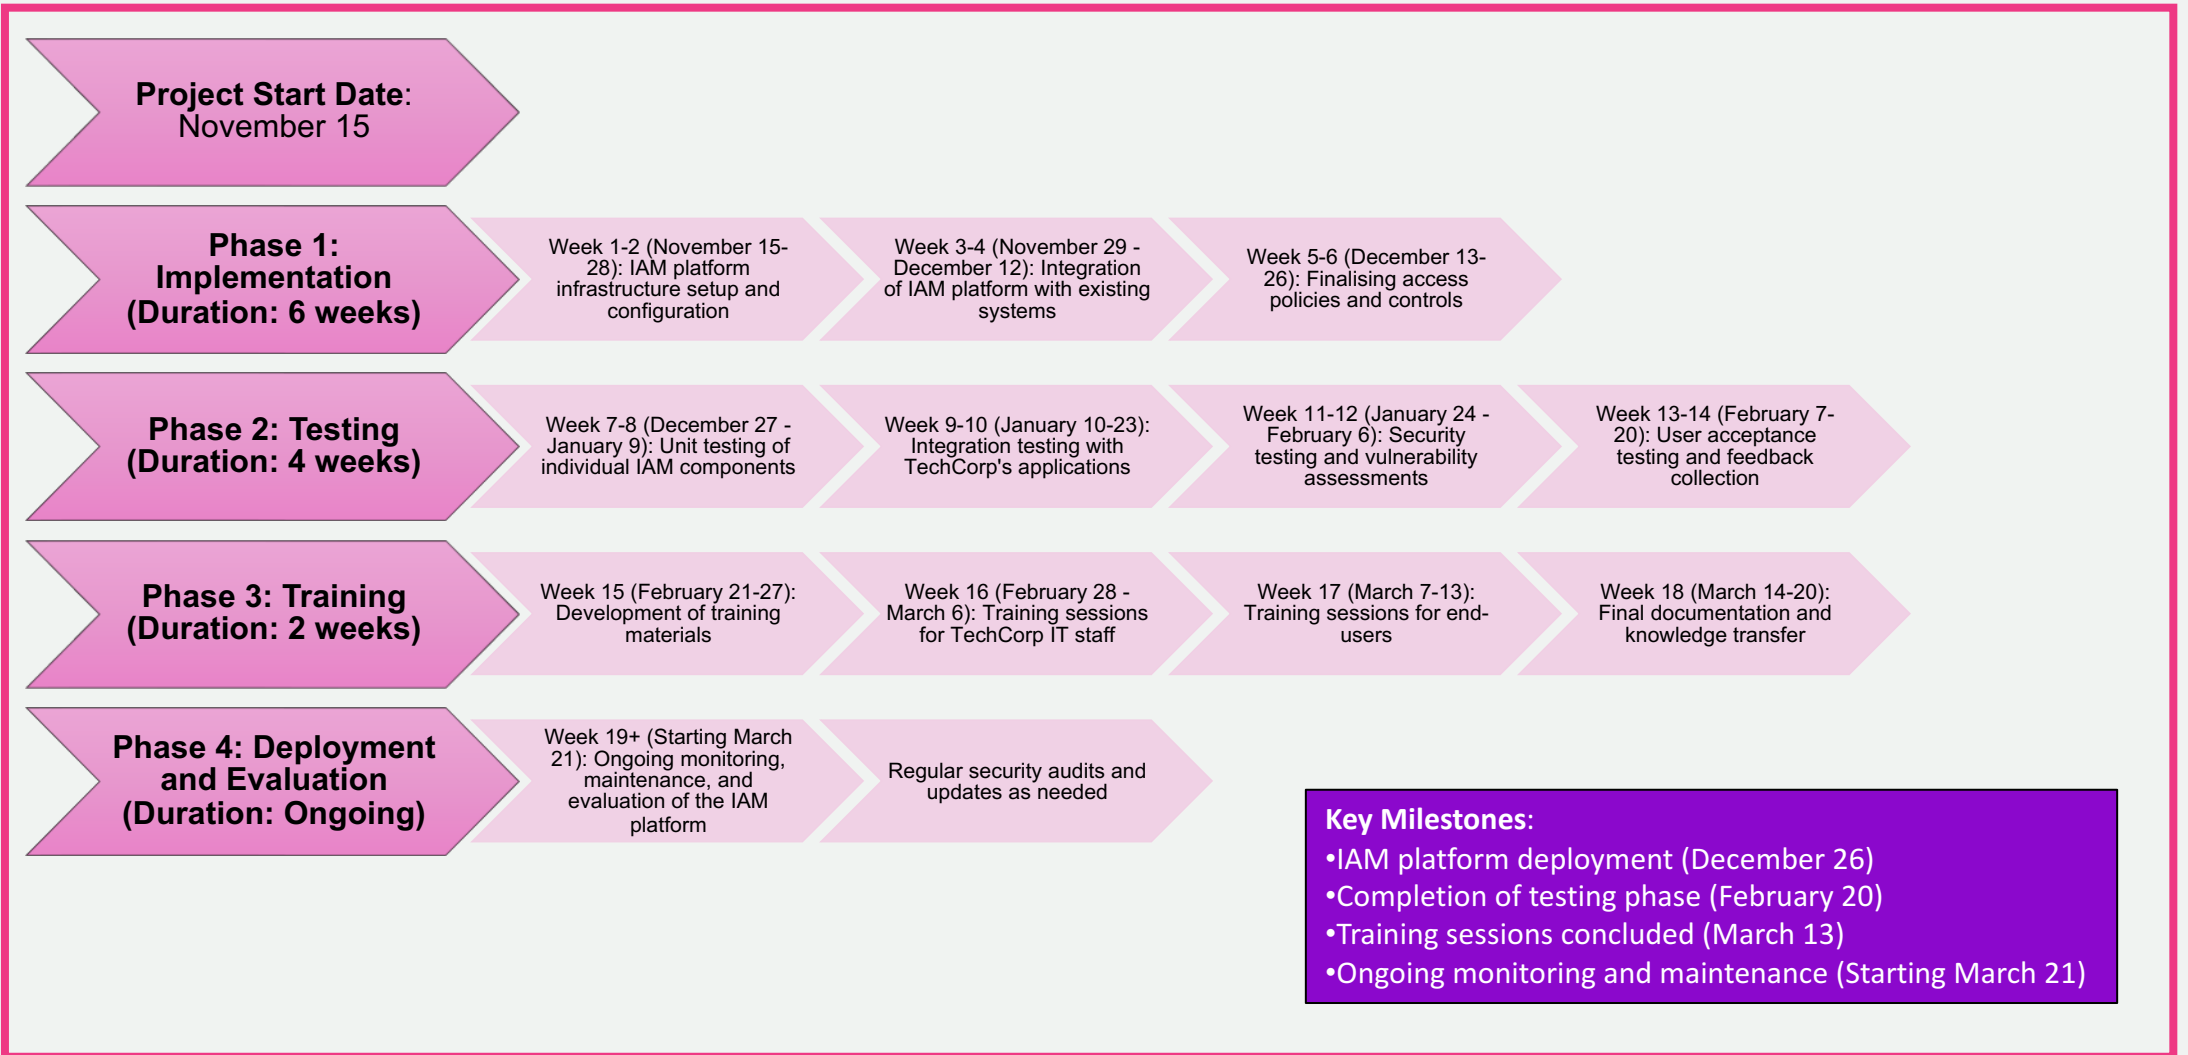 Project Start Date:
November 15
Phase 1:
Implementation
(Duration: 6 weeks)
Week 1-2 (November 15-
28): IAM platform
infrastructure setup and
configuration
Week 3-4 (November 29 -
December 12): Integration
of IAM platform with existing
systems
Week 5-6 (December 13-
26): Finalising access
policies and controls
Phase 2: Testing
(Duration: 4 weeks)
Week 7-8 (December 27 -
January 9): Unit testing of
individual IAM components
Week 9-10 (January 10-23):
Integration testing with
TechCorp's applications
Week 11-12 (January 24 -
February 6): Security
testing and vulnerability
assessments
Week 13-14 (February 7-
20): User acceptance
testing and feedback
collection
Phase 3: Training
(Duration: 2 weeks)
Week 15 (February 21-27):
Development of training
materials
Week 16 (February 28 -
March 6): Training sessions
for TechCorp IT staff
Week 17 (March 7-13):
Training sessions for end-
users
Week 18 (March 14-20):
Final documentation and
knowledge transfer
Phase 4: Deployment
and Evaluation
(Duration: Ongoing)
Week 19+ (Starting March
21): Ongoing monitoring,
maintenance, and
evaluation of the IAM
platform
Regular security audits and
updates as needed
Key Milestones:
•IAM platform deployment (December 26)
•Completion of testing phase (February 20)
•Training sessions concluded (March 13)
•Ongoing monitoring and maintenance (Starting March 21)